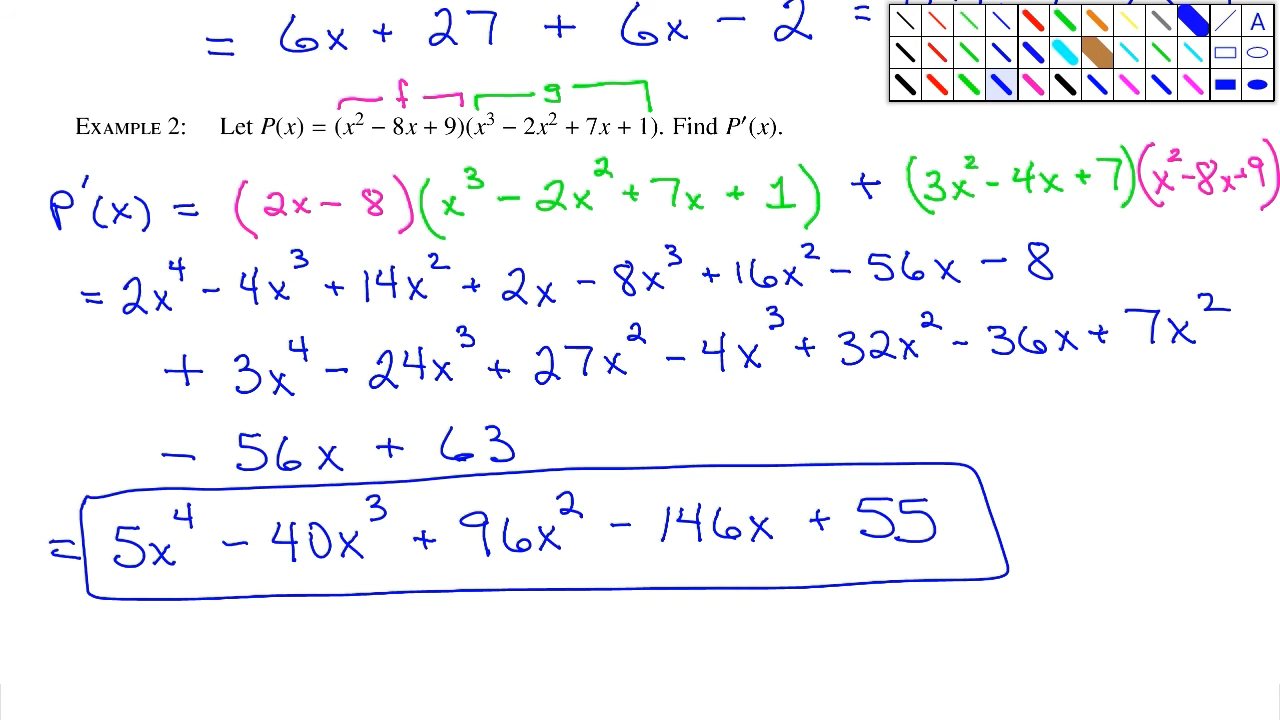 = 6x + 27 + 6x - 2 =
f g
EXAMPLE 2: Let P(x) = (x² − 8x + 9)(x³ − 2x² + 7x + 1). Find P′(x).
P'(x) = (2x - 8)(x³ - 2x² + 7x + 1) + (3x² - 4x + 7)(x² - 8x + 9)
= 2x⁴ - 4x³ + 14x² + 2x - 8x³ + 16x² - 56x - 8
+ 3x⁴ - 24x³ + 27x² - 4x³ + 32x² - 36x + 7x²
- 56x + 63
= 5x⁴ - 40x³ + 96x² - 146x + 55
A